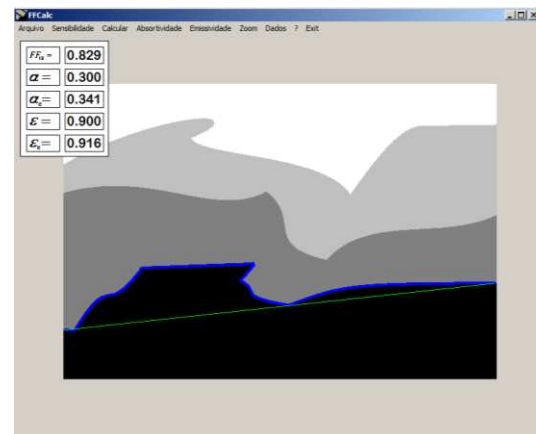 FFCalc
Arquivo Sensibilidade Calcular Absortividade Emissividade Zoom Dados ? Exit
FFα = 0.829
α = 0.300
αe = 0.341
ε = 0.900
εe = 0.916